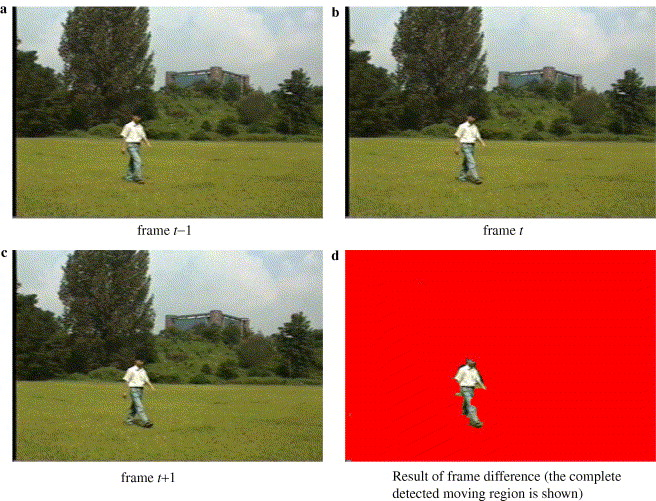 a
b
frame t−1
frame t
c
d
frame t+1
Result of frame difference (the complete
detected moving region is shown)